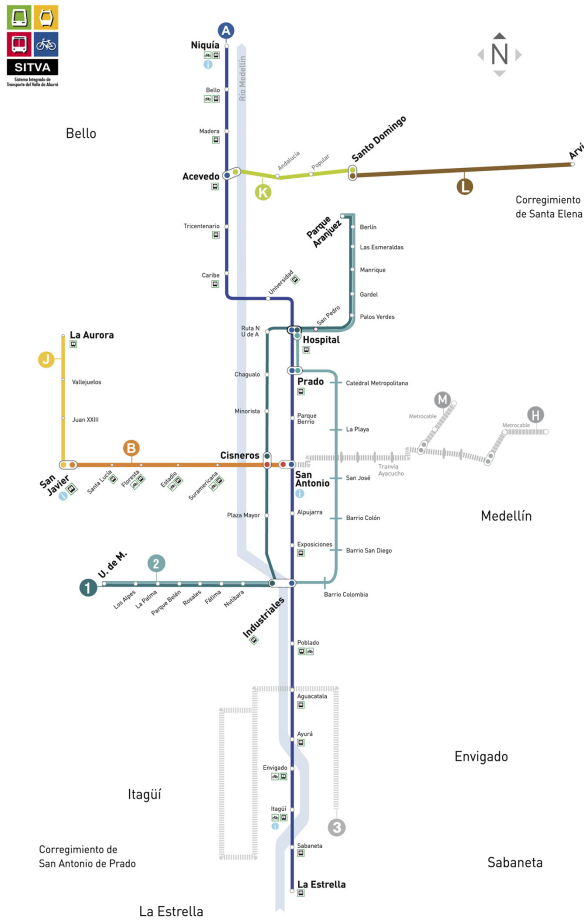 SITVA
Sistema Integrado de
Transporte del Valle de Aburrá
A
Niquía
N
Río Medellín
Bello
Bello
Madera
Acevedo
K
Andalucía
Popular
Santo Domingo
L
Arví
Corregimiento
de Santa Elena
Tricentenario
Caribe
Universidad
Parque
Aranjuez
Berlín
Las Esmeraldas
Manrique
Gardel
Palos Verdes
San Pedro
Ruta N
U de A
Hospital
La Aurora
J
Vallejuelos
Juan XXIII
Chagualo
Minorista
Prado
Catedral Metropolitana
Parque
Berrío
La Playa
M
Metrocable
H
Metrocable
B
Cisneros
San
Javier
Santa Lucía
Floresta
Estadio
Suramericana
San
Antonio
Tranvía
Ayacucho
San José
Plaza Mayor
Alpujarra
Barrio Colón
Medellín
Exposiciones
Barrio San Diego
U. de M.
2
1
Los Alpes
La Palma
Parque Belén
Rosales
Fátima
Nutibara
Industriales
Barrio Colombia
Poblado
Aguacatala
Ayurá
Envigado
Envigado
Itagüí
Itagüí
3
Corregimiento de
San Antonio de Prado
Sabaneta
Sabaneta
La Estrella
La Estrella